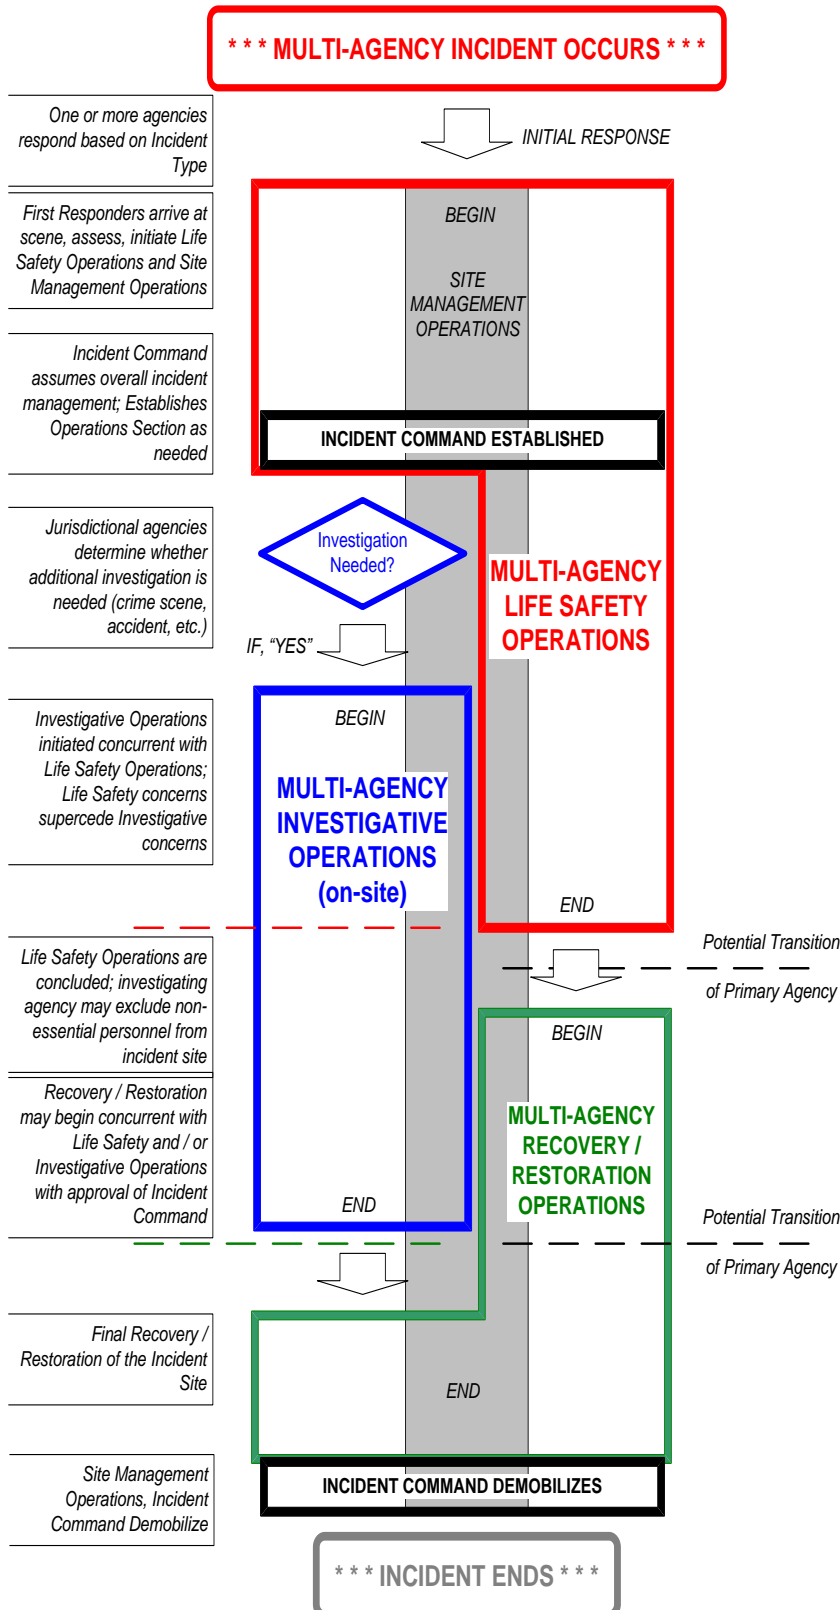 * * * MULTI-AGENCY INCIDENT OCCURS * * *
One or more agencies
respond based on Incident
Type
INITIAL RESPONSE
First Responders arrive at
scene, assess, initiate Life
Safety Operations and Site
Management Operations
BEGIN
SITE
MANAGEMENT
OPERATIONS
Incident Command
assumes overall incident
management; Establishes
Operations Section as
needed
INCIDENT COMMAND ESTABLISHED
Jurisdictional agencies
determine whether
additional investigation is
needed (crime scene,
accident, etc.)
Investigation
Needed?
MULTI-AGENCY
LIFE SAFETY
OPERATIONS
IF, “YES”
Investigative Operations
initiated concurrent with
Life Safety Operations;
Life Safety concerns
supercede Investigative
concerns
BEGIN
MULTI-AGENCY
INVESTIGATIVE
OPERATIONS
(on-site)
END
Life Safety Operations are
concluded; investigating
agency may exclude non-
essential personnel from
incident site
Potential Transition
of Primary Agency
BEGIN
Recovery / Restoration
may begin concurrent with
Life Safety and / or
Investigative Operations
with approval of Incident
Command
MULTI-AGENCY
RECOVERY /
RESTORATION
OPERATIONS
END
Potential Transition
of Primary Agency
Final Recovery /
Restoration of the Incident
Site
END
Site Management
Operations, Incident
Command Demobilize
INCIDENT COMMAND DEMOBILIZES
* * * INCIDENT ENDS * * *